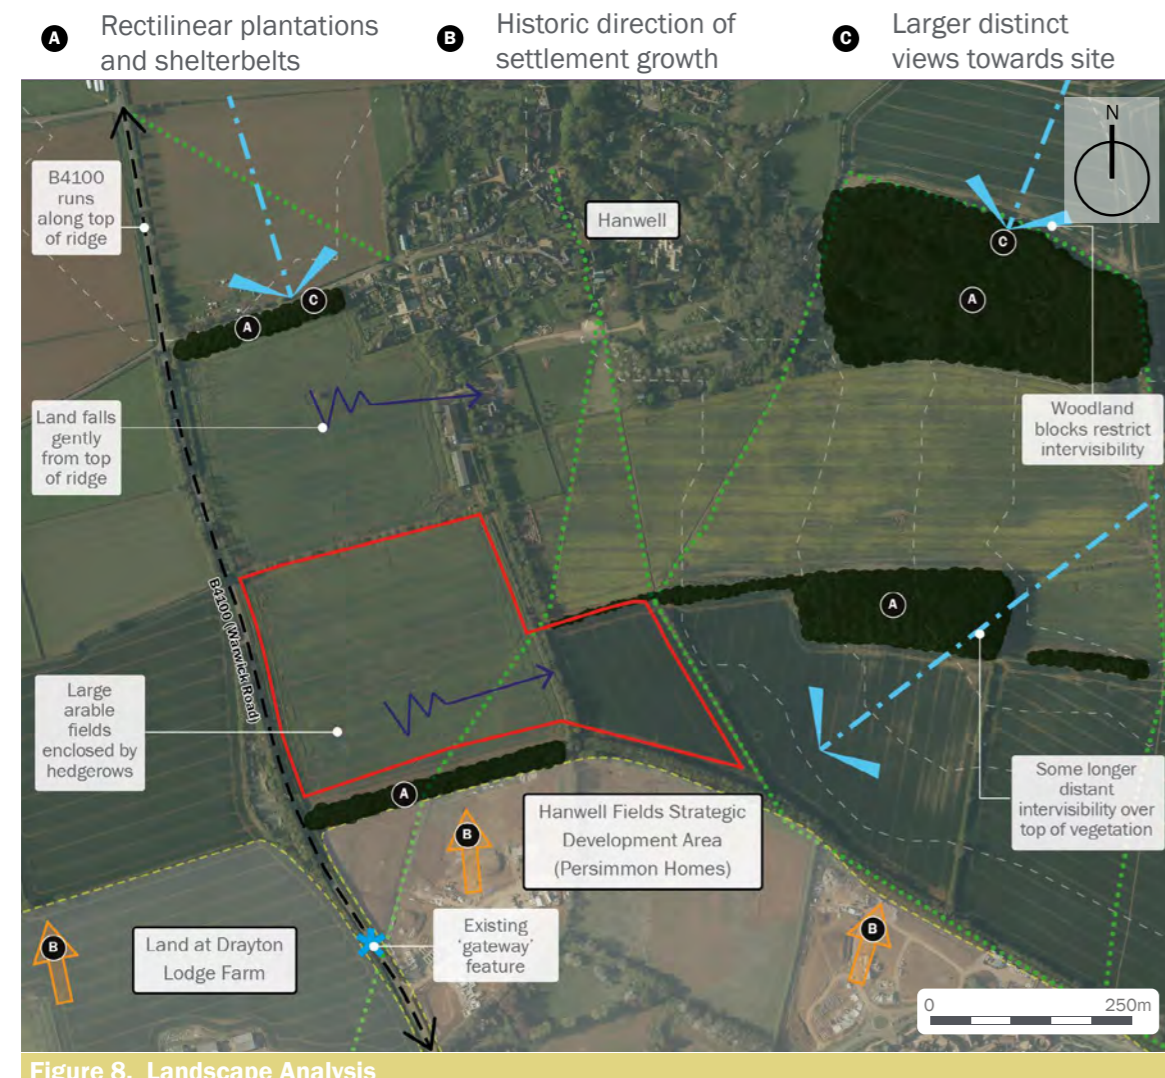 A
Rectilinear plantations
and shelterbelts
B
Historic direction of
settlement growth
C
Larger distinct
views towards site
N
B4100
runs
along top
of ridge
Hanwell
C
A
C
A
Land falls
gently
from top
of ridge
Woodland
blocks restrict
intervisibility
B4100 (Warwick Road)
A
Large
arable
fields
enclosed by
hedgerows
Some longer
distant
intervisibility over
top of vegetation
A
B
Hanwell Fields Strategic
Development Area
(Persimmon Homes)
B
B
Land at Drayton
Lodge Farm
Existing
‘gateway’
feature
0
250m
Figure 8. Landscape Analysis